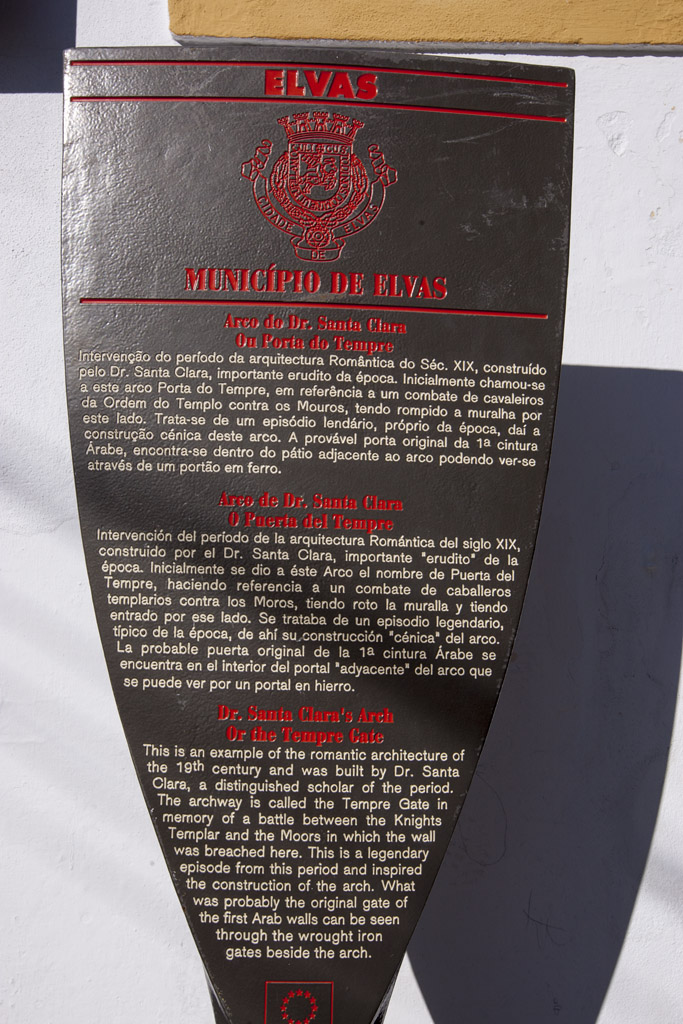 ELVAS
CIDADE DE ELVAS
MUNICÍPIO DE ELVAS
Arco do Dr. Santa Clara
Ou Porta do Tempre
Intervenção do período da arquitectura Romântica do Séc. XIX, construído
pelo Dr. Santa Clara, importante erudito da época. Inicialmente chamou-se
a este arco Porta do Tempre, em referência a um combate de cavaleiros
da Ordem do Templo contra os Mouros, tendo rompido a muralha por
este lado. Trata-se de um episódio lendário, próprio da época, daí a
construção cénica deste arco. A provável porta original da 1ª cintura
Árabe, encontra-se dentro do pátio adjacente ao arco podendo ver-se
através de um portão em ferro.
Arco de Dr. Santa Clara
O Puerta del Tempre
Intervención del período de la arquitectura Romántica del siglo XIX,
construido por el Dr. Santa Clara, importante "erudito" de la
época. Inicialmente se dio a éste Arco el nombre de Puerta del
Tempre, haciendo referencia a un combate de caballeros
templarios contra los Moros, tiendo roto la muralla y tiendo
entrado por ese lado. Se trataba de un episodio legendario,
típico de la época, de ahí su construcción "cénica" del arco.
La probable puerta original de la 1ª cintura Árabe se
encuentra en el interior del portal "adyacente" del arco que
se puede ver por un portal en hierro.
Dr. Santa Clara's Arch
Or the Tempre Gate
This is an example of the romantic architecture of
the 19th century and was built by Dr. Santa
Clara, a distinguished scholar of the period.
The archway is called the Tempre Gate in
memory of a battle between the Knights
Templar and the Moors in which the wall
was breached here. This is a legendary
episode from this period and inspired
the construction of the arch. What
was probably the original gate of
the first Arab walls can be seen
through the wrought iron
gates beside the arch.